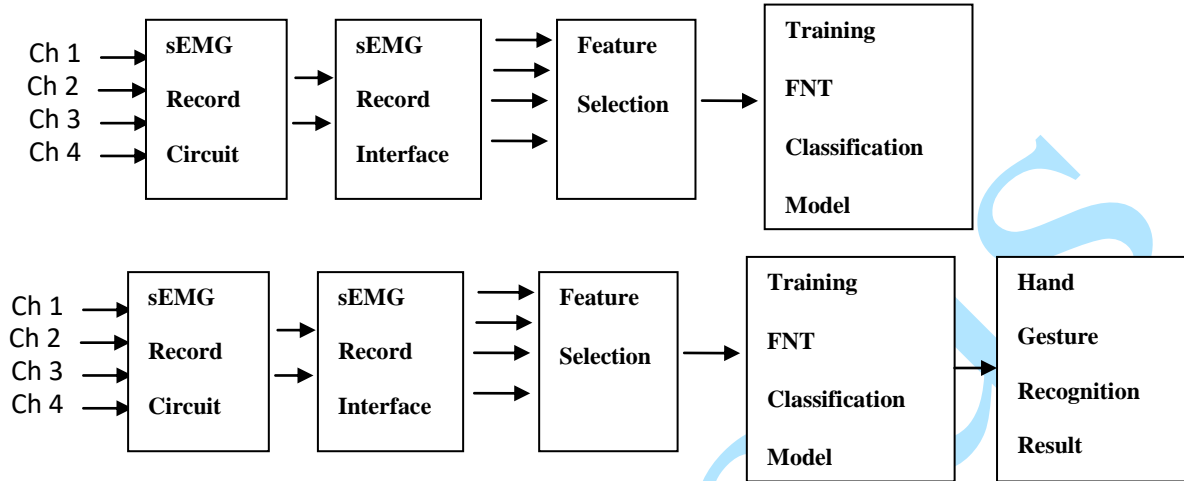 Ch 1
Ch 2
Ch 3
Ch 4
sEMG
Record
Circuit
sEMG
Record
Interface
Feature
Selection
Training
FNT
Classification
Model
Ch 1
Ch 2
Ch 3
Ch 4
sEMG
Record
Circuit
sEMG
Record
Interface
Feature
Selection
Training
FNT
Classification
Model
Hand
Gesture
Recognition
Result